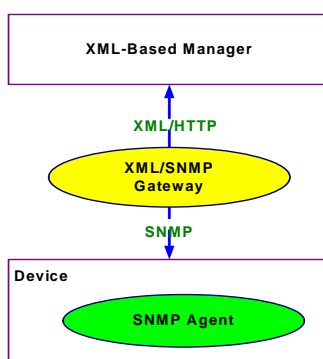 XML-Based Manager
XML/HTTP
XML/SNMP
Gateway
SNMP
Device
SNMP Agent